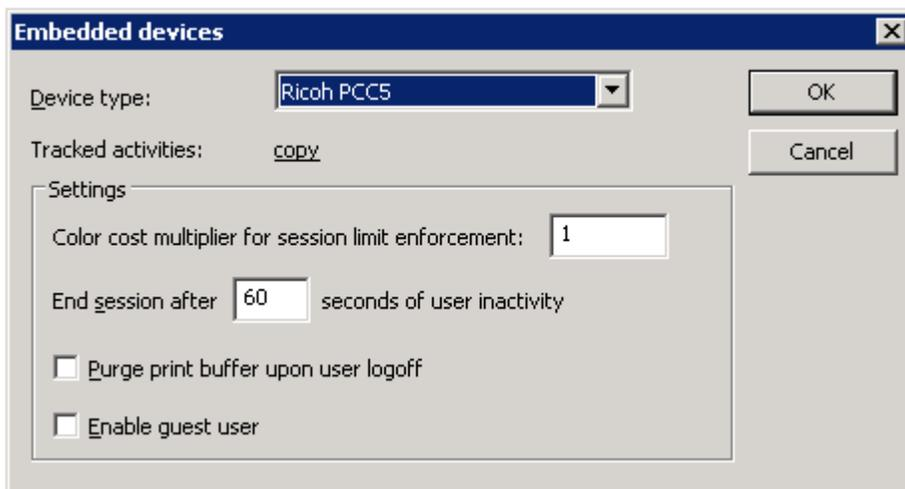 Embedded devices
Device type: Ricoh PCC5 OK
Tracked activities: copy Cancel
Settings
Color cost multiplier for session limit enforcement: 1
End session after 60 seconds of user inactivity
Purge print buffer upon user logoff
Enable guest user